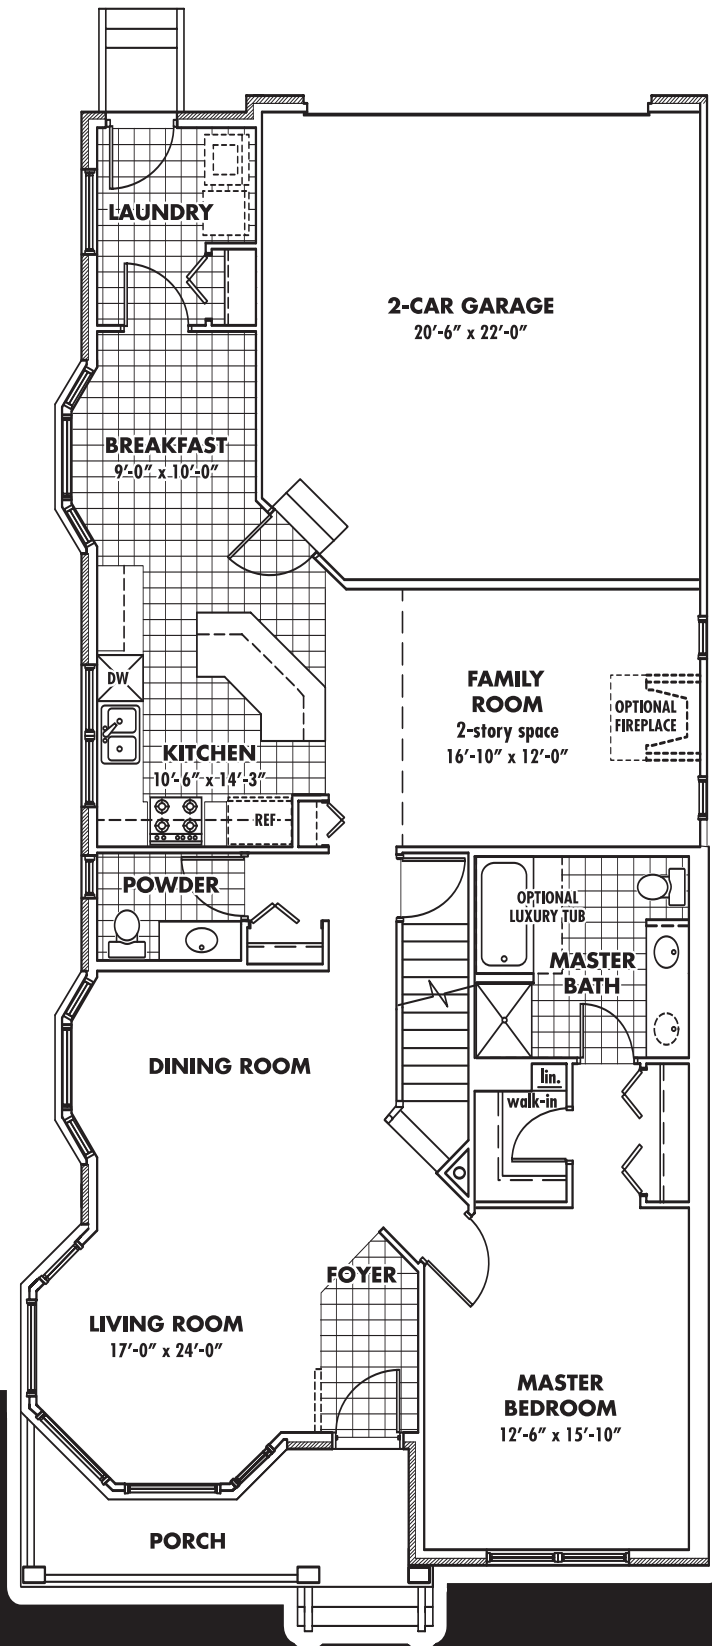 LAUNDRY
2-CAR GARAGE
20'-6" x 22'-0"
BREAKFAST
9'-0" x 10'-0"
DW
FAMILY
ROOM
2-story space
16'-10" x 12'-0"
OPTIONAL
FIREPLACE
KITCHEN
10'-6" x 14'-3"
REF
POWDER
OPTIONAL
LUXURY TUB
MASTER
BATH
DINING ROOM
lin.
walk-in
FOYER
LIVING ROOM
17'-0" x 24'-0"
MASTER
BEDROOM
12'-6" x 15'-10"
PORCH